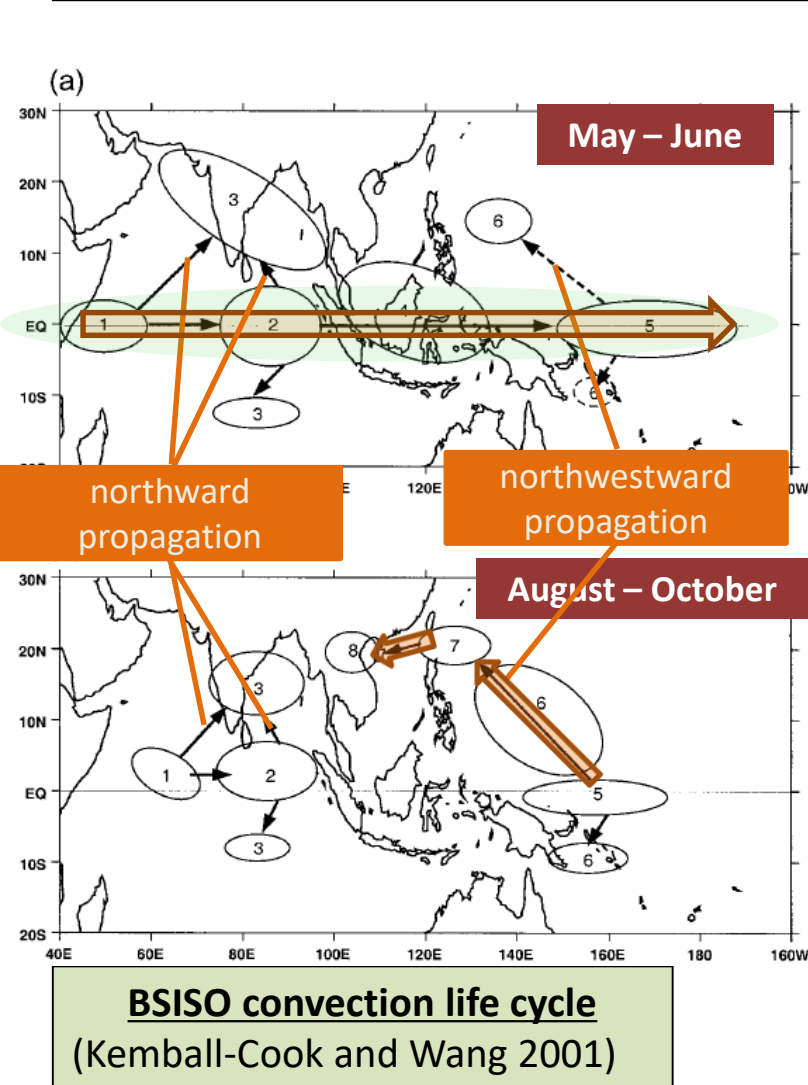 (a)
May – June
30N
20N
10N
EQ
10S
3
6
1
2
5
3
6
E
120E
0W
northward
propagation
northwestward
propagation
August – October
30N
20N
10N
EQ
10S
20S
8
7
3
6
1
2
5
3
6
40E 60E 80E 100E 120E 140E 160E 180 160W
BSISO convection life cycle
(Kemball-Cook and Wang 2001)